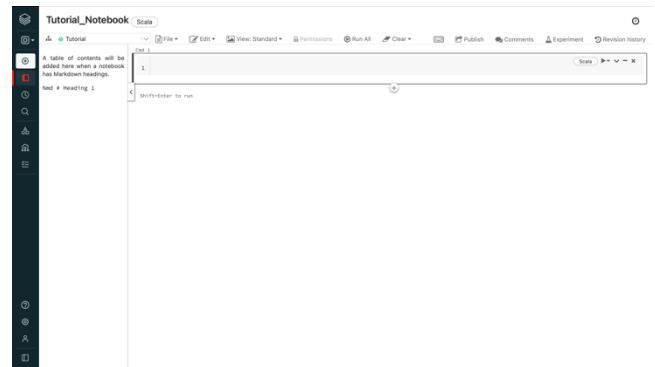 Tutorial_Notebook Scala
Tutorial File Edit View: Standard Permissions Run All Clear Publish Comments Experiment Revision history
A table of contents will be
added here when a notebook
has Markdown headings.
%md # Heading 1
Cmd 1
1
Scala
Shift+Enter to run